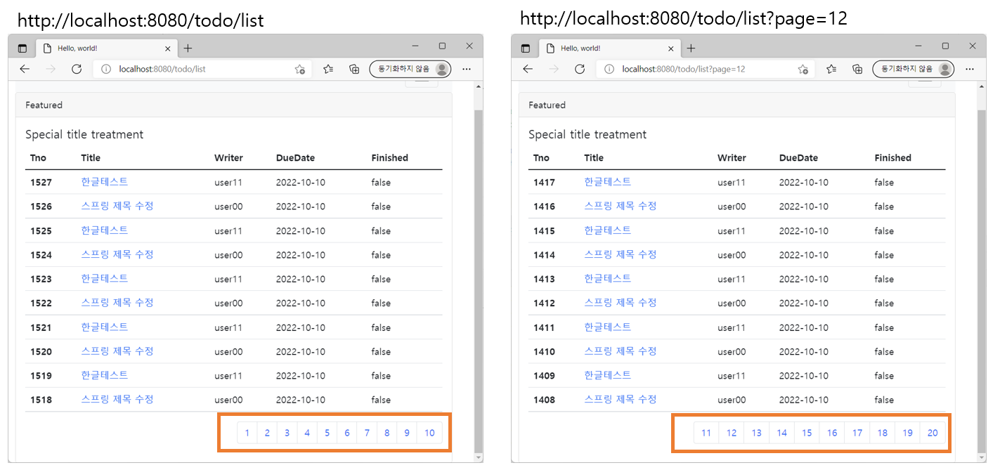 http://localhost:8080/todo/list
Hello, world!
localhost:8080/todo/list
동기화하지 않음
Featured
Special title treatment
Tno Title Writer DueDate Finished
1527 한글테스트 user11 2022-10-10 false
1526 스프링 제목 수정 user00 2022-10-10 false
1525 한글테스트 user11 2022-10-10 false
1524 스프링 제목 수정 user00 2022-10-10 false
1523 한글테스트 user11 2022-10-10 false
1522 스프링 제목 수정 user00 2022-10-10 false
1521 한글테스트 user11 2022-10-10 false
1520 스프링 제목 수정 user00 2022-10-10 false
1519 한글테스트 user11 2022-10-10 false
1518 스프링 제목 수정 user00 2022-10-10 false
1 2 3 4 5 6 7 8 9 10
http://localhost:8080/todo/list?page=12
Hello, world!
localhost:8080/todo/list?page=12
동기화하지 않음
Featured
Special title treatment
Tno Title Writer DueDate Finished
1417 한글테스트 user11 2022-10-10 false
1416 스프링 제목 수정 user00 2022-10-10 false
1415 한글테스트 user11 2022-10-10 false
1414 스프링 제목 수정 user00 2022-10-10 false
1413 한글테스트 user11 2022-10-10 false
1412 스프링 제목 수정 user00 2022-10-10 false
1411 한글테스트 user11 2022-10-10 false
1410 스프링 제목 수정 user00 2022-10-10 false
1409 한글테스트 user11 2022-10-10 false
1408 스프링 제목 수정 user00 2022-10-10 false
11 12 13 14 15 16 17 18 19 20